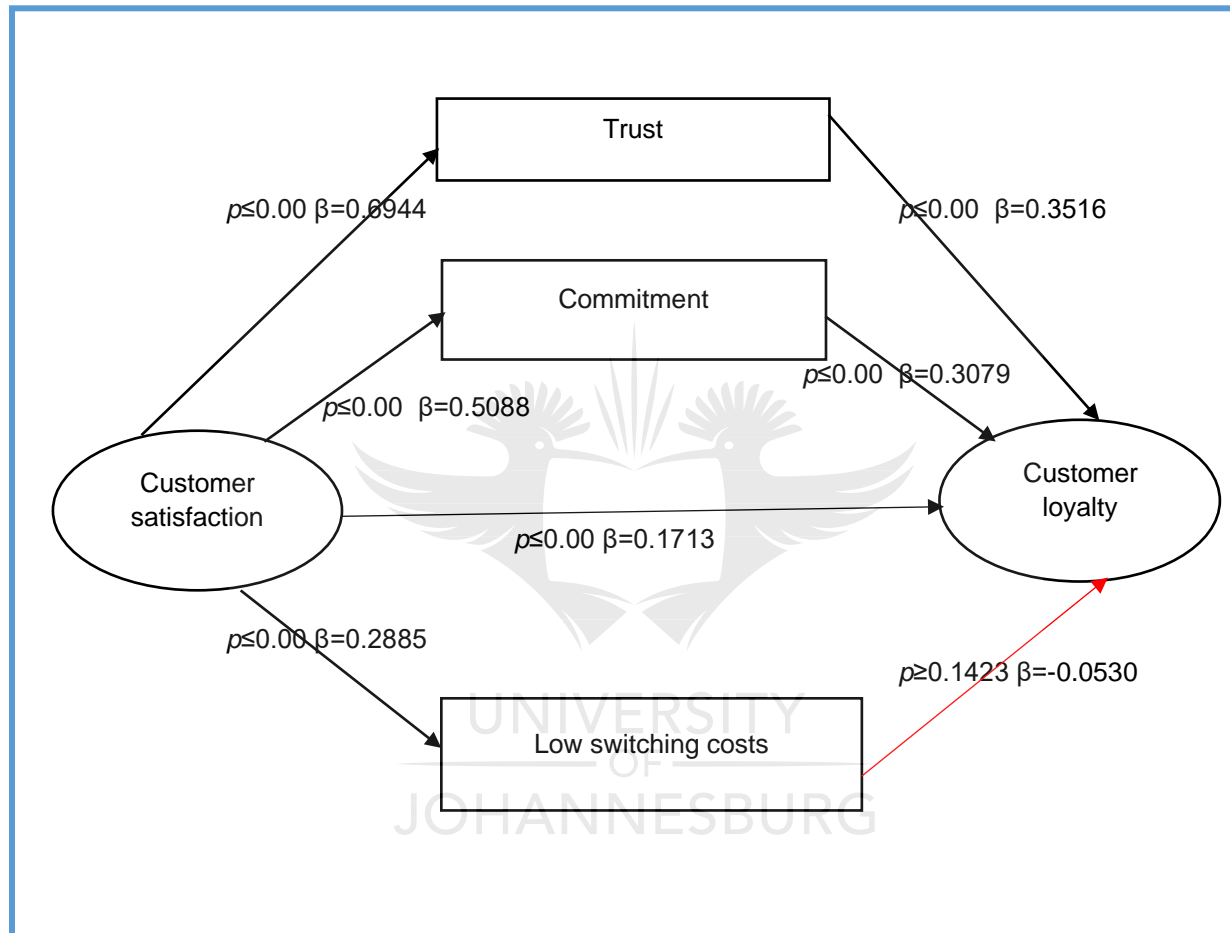 Trust
p≤0.00 β=0.6944
p≤0.00 β=0.3516
Commitment
p≤0.00 β=0.5088
p≤0.00 β=0.3079
Customer
satisfaction
Customer
loyalty
p≤0.00 β=0.1713
p≤0.00 β=0.2885
p≥0.1423 β=-0.0530
UNIVERSITY
Low switching costs
OF
JOHANNESBURG